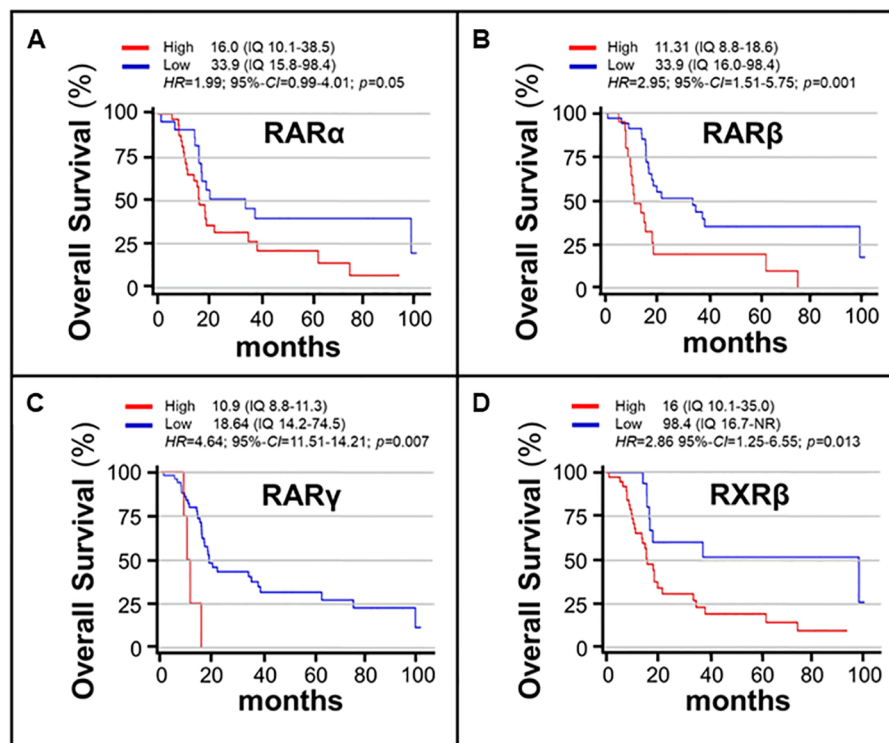 A
High 16.0 (IQ 10.1-38.5)
Low 33.9 (IQ 15.8-98.4)
HR=1.99; 95%-CI=0.99-4.01; p=0.05
RARα
Overall Survival (%)
100
75
50
25
0
0 20 40 60 80 100
months
B
High 11.31 (IQ 8.8-18.6)
Low 33.9 (IQ 16.0-98.4)
HR=2.95; 95%-CI=1.51-5.75; p=0.001
RARβ
Overall Survival (%)
100
75
50
25
0
0 20 40 60 80 100
months
C
High 10.9 (IQ 8.8-11.3)
Low 18.64 (IQ 14.2-74.5)
HR=4.64; 95%-CI=11.51-14.21; p=0.007
RARγ
Overall Survival (%)
100
75
50
25
0
0 20 40 60 80 100
months
D
High 16 (IQ 10.1-35.0)
Low 98.4 (IQ 16.7-NR)
HR=2.86 95%-CI=1.25-6.55; p=0.013
RXRβ
Overall Survival (%)
100
75
50
25
0
0 20 40 60 80 100
months